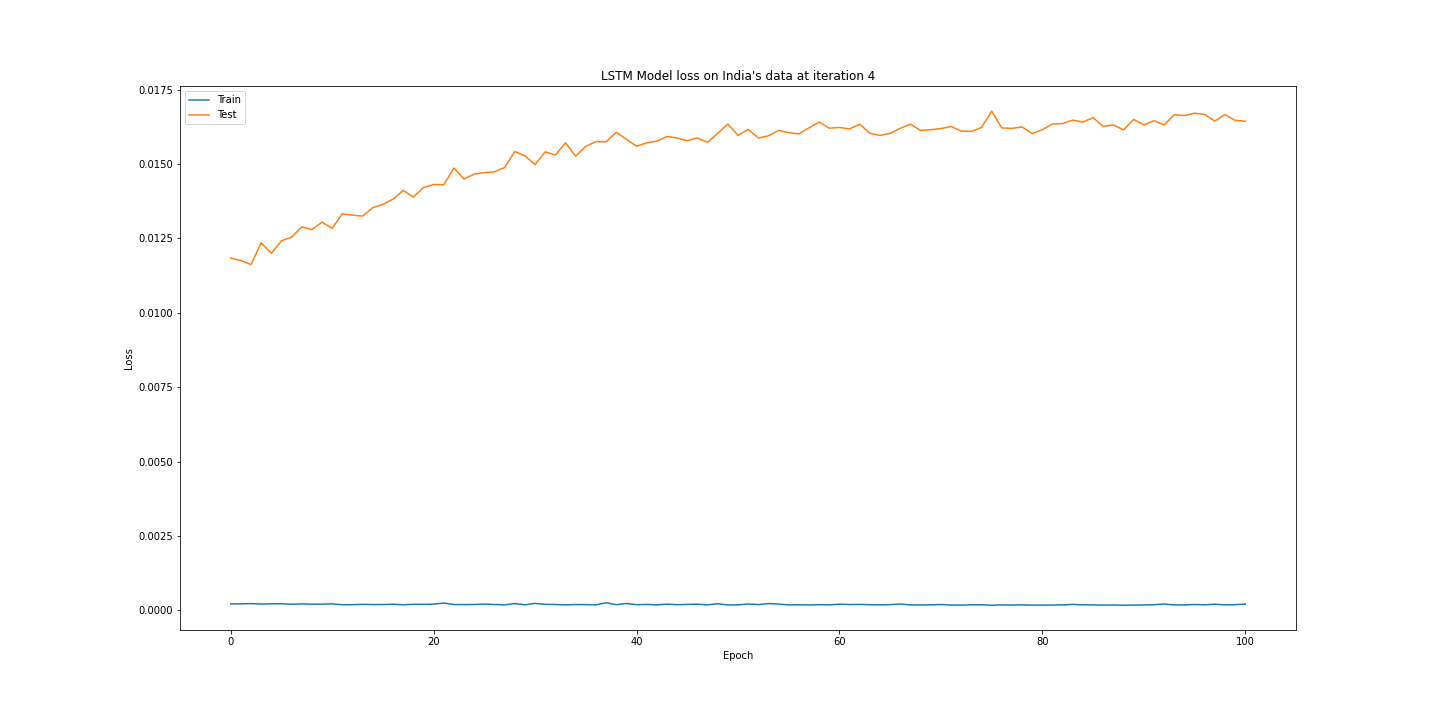 LSTM Model loss on India's data at iteration 4
Train
Test
0.0175
0.0150
0.0125
0.0100
0.0075
0.0050
0.0025
0.0000
Loss
0 20 40 60 80 100
Epoch